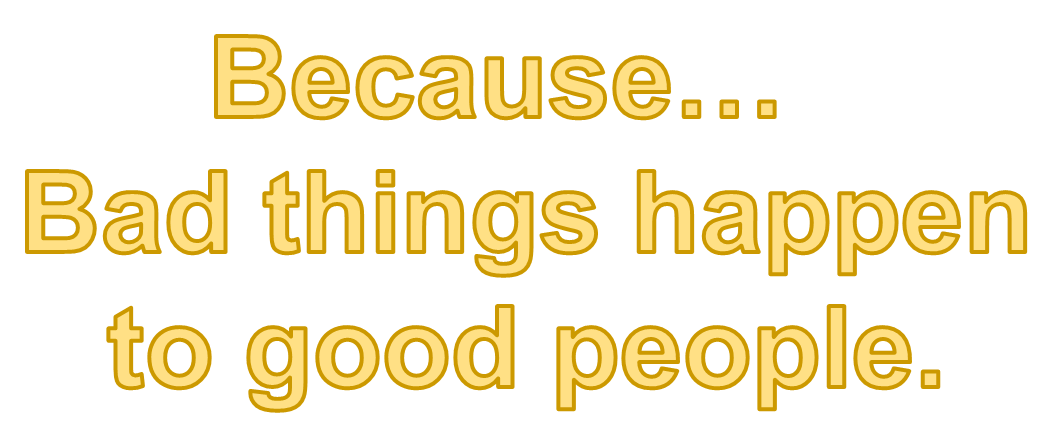 Because…
Bad things happen
to good people.